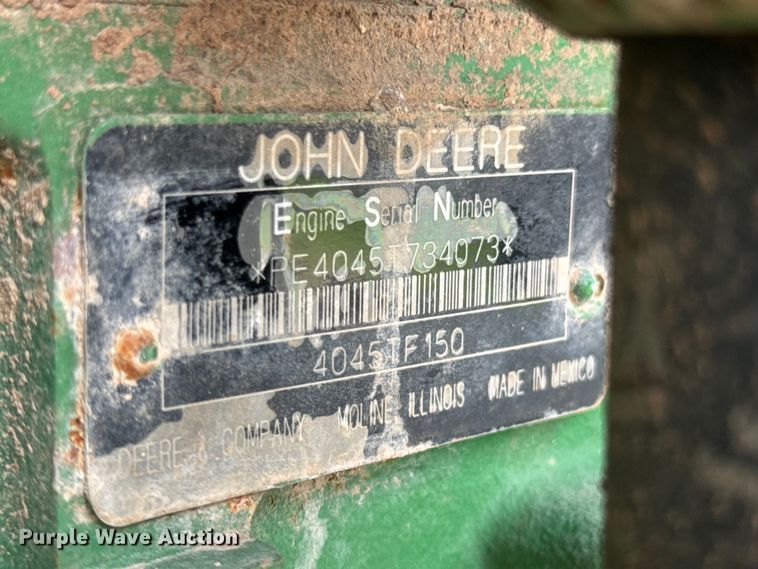 JOHN DEERE
Engine Serial Number
*PE4045T734073*
4045TF150
DEERE & COMPANY MOLINE ILLINOIS MADE IN MEXICO
Purple Wave Auction